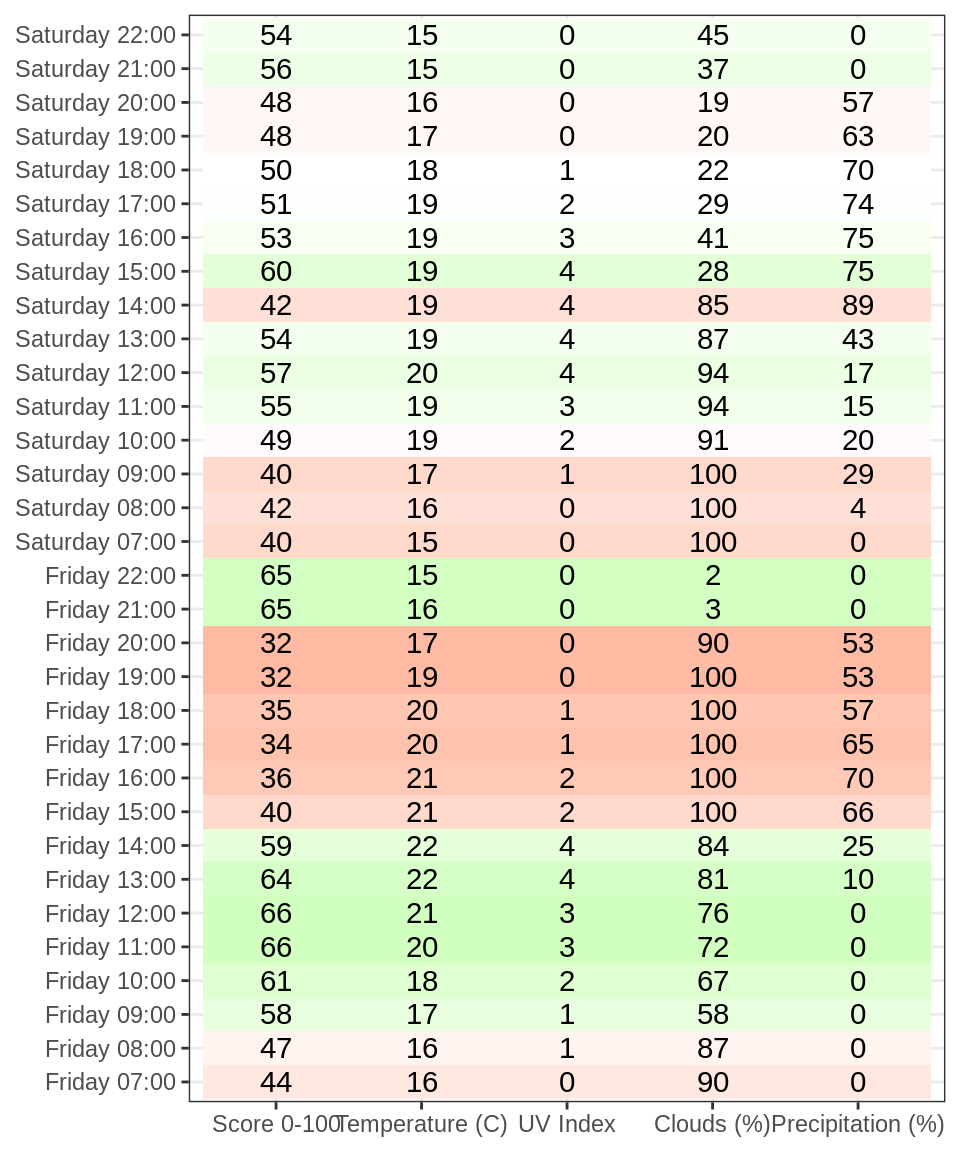 Saturday 22:00 54 15 0 45 0
Saturday 21:00 56 15 0 37 0
Saturday 20:00 48 16 0 19 57
Saturday 19:00 48 17 0 20 63
Saturday 18:00 50 18 1 22 70
Saturday 17:00 51 19 2 29 74
Saturday 16:00 53 19 3 41 75
Saturday 15:00 60 19 4 28 75
Saturday 14:00 42 19 4 85 89
Saturday 13:00 54 19 4 87 43
Saturday 12:00 57 20 4 94 17
Saturday 11:00 55 19 3 94 15
Saturday 10:00 49 19 2 91 20
Saturday 09:00 40 17 1 100 29
Saturday 08:00 42 16 0 100 4
Saturday 07:00 40 15 0 100 0
Friday 22:00 65 15 0 2 0
Friday 21:00 65 16 0 3 0
Friday 20:00 32 17 0 90 53
Friday 19:00 32 19 0 100 53
Friday 18:00 35 20 1 100 57
Friday 17:00 34 20 1 100 65
Friday 16:00 36 21 2 100 70
Friday 15:00 40 21 2 100 66
Friday 14:00 59 22 4 84 25
Friday 13:00 64 22 4 81 10
Friday 12:00 66 21 3 76 0
Friday 11:00 66 20 3 72 0
Friday 10:00 61 18 2 67 0
Friday 09:00 58 17 1 58 0
Friday 08:00 47 16 1 87 0
Friday 07:00 44 16 0 90 0
Score 0-100 Temperature (C) UV Index Clouds (%) Precipitation (%)